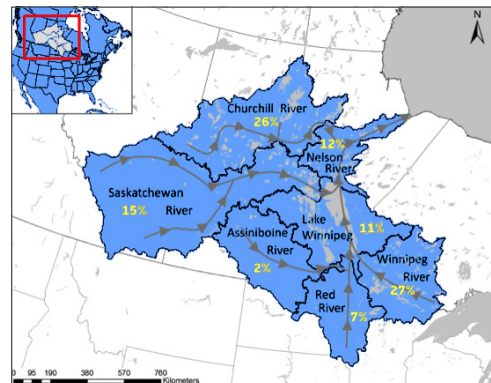 N
Churchill River
26%
12%
Nelson
River
Saskatchewan
15%
River
Lake
Winnipeg
11%
Assiniboine
River
2%
Winnipeg
River
27%
Red
River
7%
0 95 190 380 570 760
Kilometers